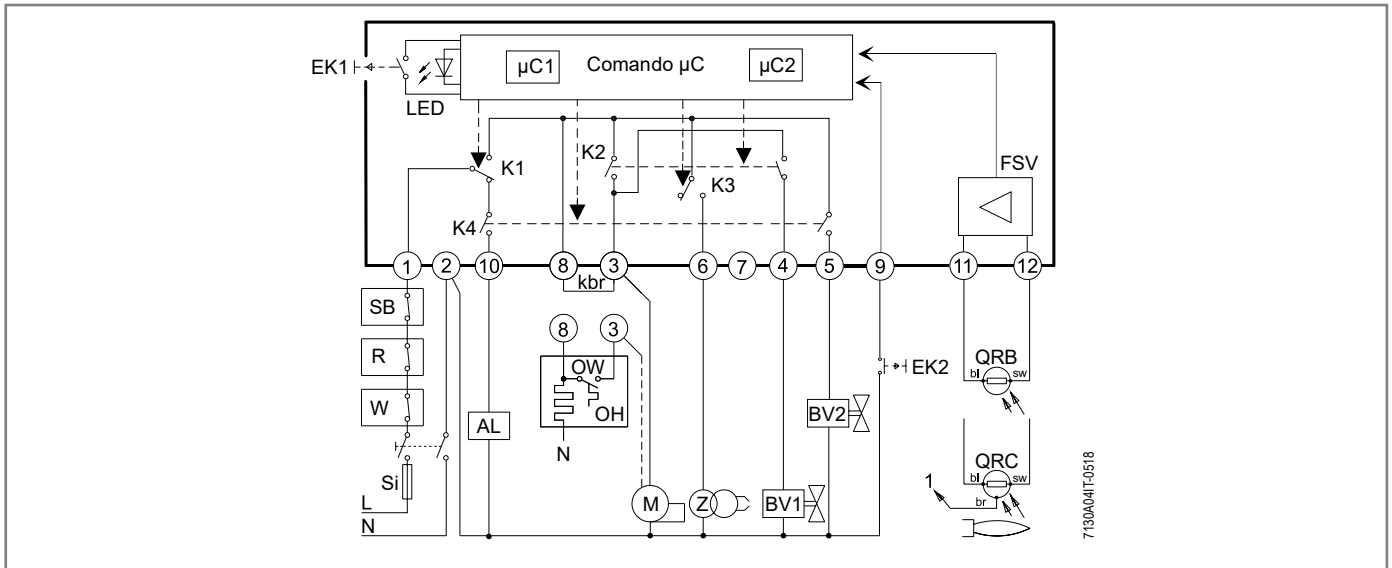 µC1 Comando µC µC2
EK1
LED
K1
K2
K3
K4
FSV
1 2 10 8 3 6 7 4 5 9 11 12
kbr
SB
R
W
Si
L
N
AL
8 3
OW
OH
N
M
Z
BV1
BV2
EK2
QRB
bl sw
QRC
bl sw
br
1
7130A04IT-0518